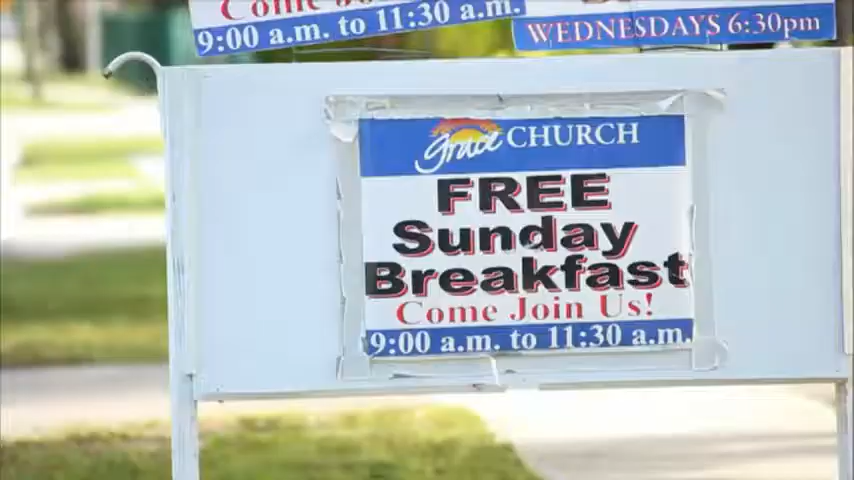 9:00 a.m. to 11:30 a.m.
WEDNESDAYS 6:30pm
Grace CHURCH
FREE
Sunday
Breakfast
Come Join Us!
9:00 a.m. to 11:30 a.m.